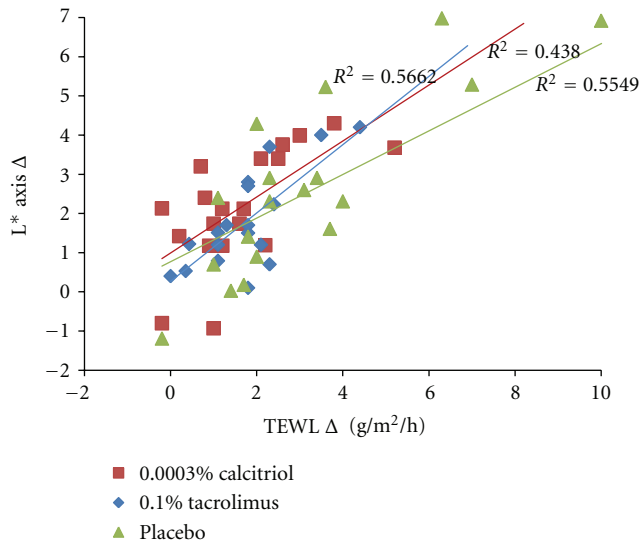 7
6
5
4
3
2
1
0
−1
−2
L* axis Δ
R² = 0.5662
R² = 0.438
R² = 0.5549
−2 0 2 4 6 8 10
TEWL Δ (g/m²/h)
0.0003% calcitriol
0.1% tacrolimus
Placebo